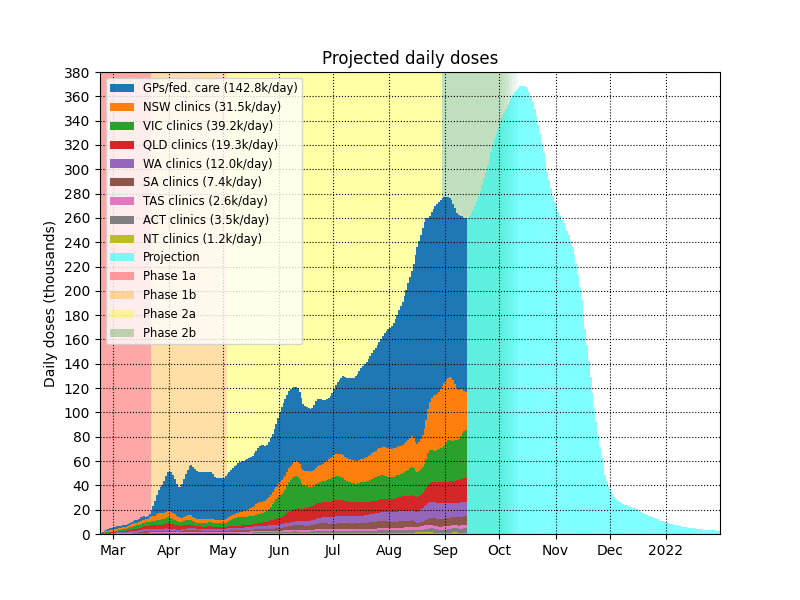 Projected daily doses
Daily doses (thousands)
380
360
340
320
300
280
260
240
220
200
180
160
140
120
100
80
60
40
20
0
GPs/fed. care (142.8k/day)
NSW clinics (31.5k/day)
VIC clinics (39.2k/day)
QLD clinics (19.3k/day)
WA clinics (12.0k/day)
SA clinics (7.4k/day)
TAS clinics (2.6k/day)
ACT clinics (3.5k/day)
NT clinics (1.2k/day)
Projection
Phase 1a
Phase 1b
Phase 2a
Phase 2b
Mar Apr May Jun Jul Aug Sep Oct Nov Dec 2022